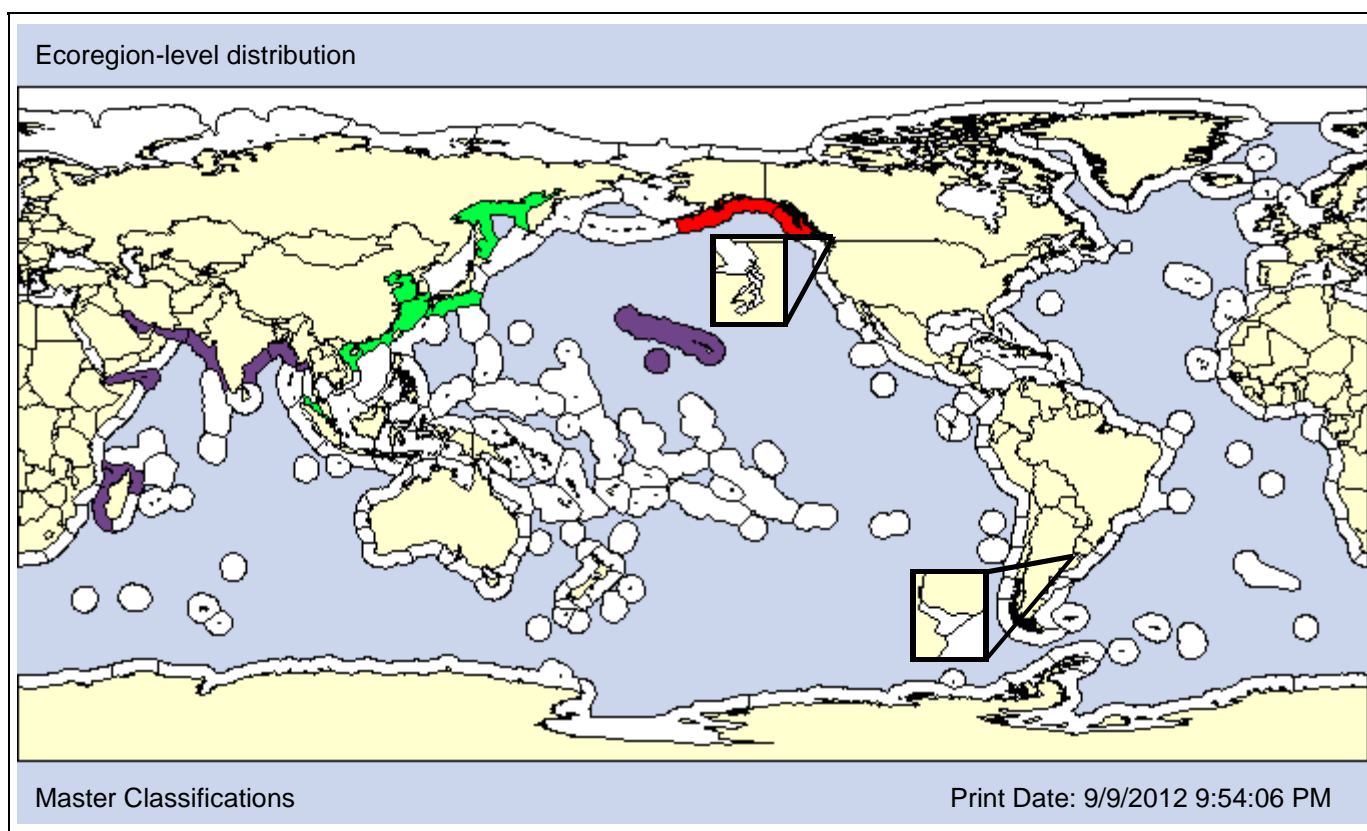 Ecoregion-level distribution
Master Classifications
Print Date: 9/9/2012 9:54:06 PM